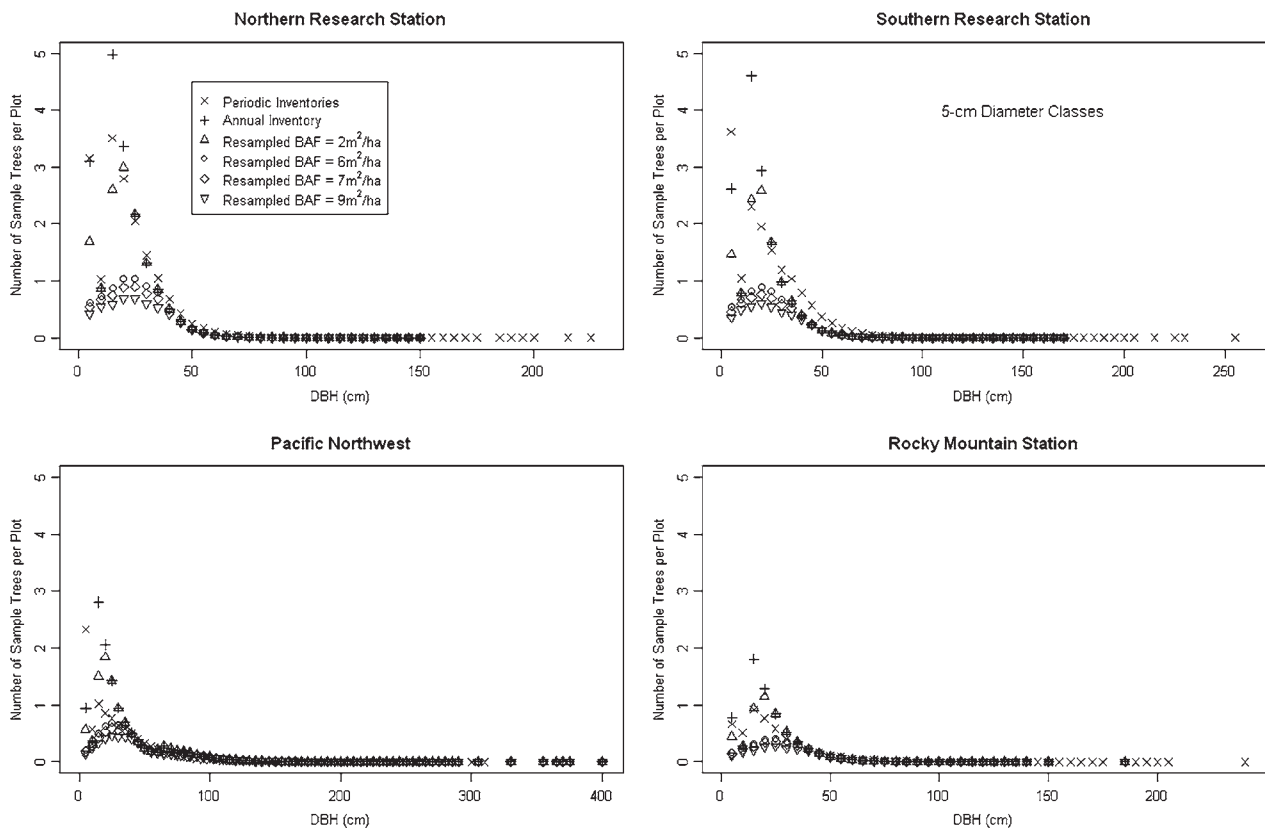 Northern Research Station
Number of Sample Trees per Plot
5
4
3
2
1
0
× Periodic Inventories
+ Annual Inventory
△ Resampled BAF = 2m²/ha
○ Resampled BAF = 6m²/ha
◇ Resampled BAF = 7m²/ha
▽ Resampled BAF = 9m²/ha
0 50 100 150 200
DBH (cm)
Southern Research Station
Number of Sample Trees per Plot
5
4
3
2
1
0
5-cm Diameter Classes
0 50 100 150 200 250
DBH (cm)
Pacific Northwest
Number of Sample Trees per Plot
5
4
3
2
1
0
0 100 200 300 400
DBH (cm)
Rocky Mountain Station
Number of Sample Trees per Plot
5
4
3
2
1
0
0 50 100 150 200
DBH (cm)